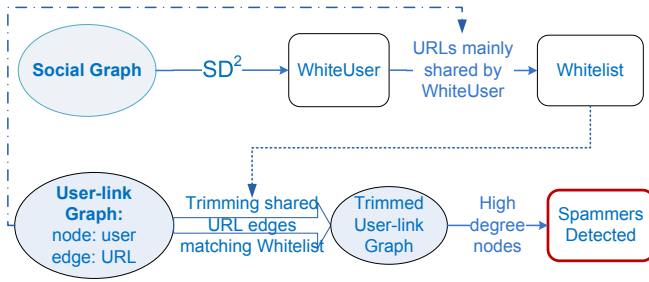 Social Graph
SD²
WhiteUser
URLs mainly
shared by
WhiteUser
Whitelist
User-link
Graph:
node: user
edge: URL
Trimming shared
URL edges
matching Whitelist
Trimmed
User-link
Graph
High
degree
nodes
Spammers
Detected